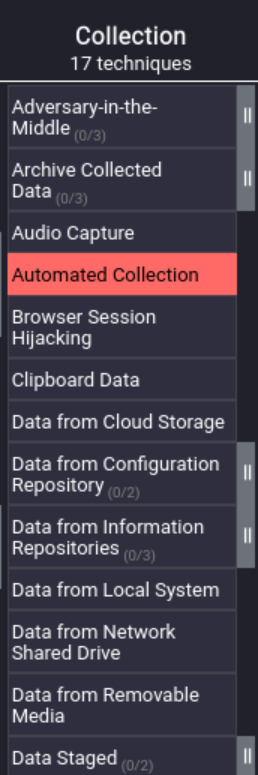 Collection
17 techniques
Adversary-in-the-
Middle (0/3)
Archive Collected
Data (0/3)
Audio Capture
Automated Collection
Browser Session
Hijacking
Clipboard Data
Data from Cloud Storage
Data from Configuration
Repository (0/2)
Data from Information
Repositories (0/3)
Data from Local System
Data from Network
Shared Drive
Data from Removable
Media
Data Staged (0/2)